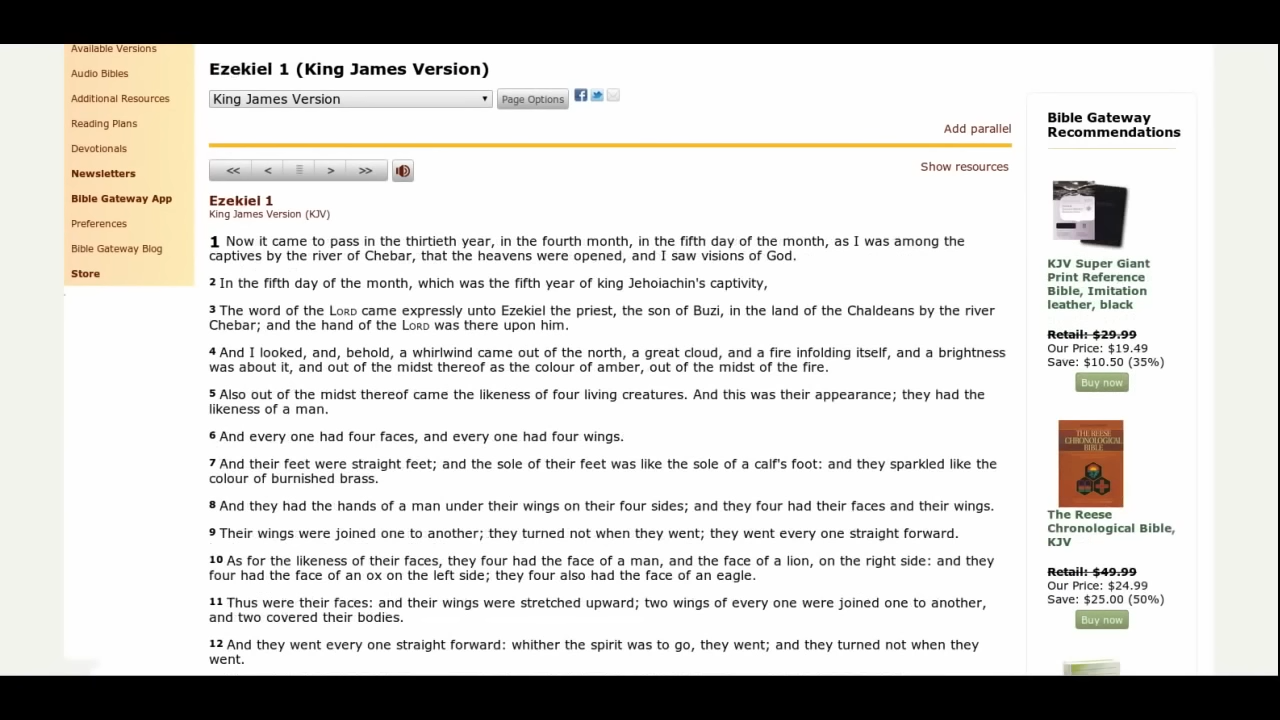 Available Versions
Audio Bibles
Additional Resources
Reading Plans
Devotionals
Newsletters
Bible Gateway App
Preferences
Bible Gateway Blog
Store
Ezekiel 1 (King James Version)
King James Version
Page Options
Add parallel
<< < > >>
Show resources
Ezekiel 1
King James Version (KJV)
1 Now it came to pass in the thirtieth year, in the fourth month, in the fifth day of the month, as I was among the
captives by the river of Chebar, that the heavens were opened, and I saw visions of God.
2 In the fifth day of the month, which was the fifth year of king Jehoiachin's captivity,
3 The word of the LORD came expressly unto Ezekiel the priest, the son of Buzi, in the land of the Chaldeans by the river
Chebar; and the hand of the LORD was there upon him.
4 And I looked, and, behold, a whirlwind came out of the north, a great cloud, and a fire infolding itself, and a brightness
was about it, and out of the midst thereof as the colour of amber, out of the midst of the fire.
5 Also out of the midst thereof came the likeness of four living creatures. And this was their appearance; they had the
likeness of a man.
6 And every one had four faces, and every one had four wings.
7 And their feet were straight feet; and the sole of their feet was like the sole of a calf's foot: and they sparkled like the
colour of burnished brass.
8 And they had the hands of a man under their wings on their four sides; and they four had their faces and their wings.
9 Their wings were joined one to another; they turned not when they went; they went every one straight forward.
10 As for the likeness of their faces, they four had the face of a man, and the face of a lion, on the right side: and they
four had the face of an ox on the left side; they four also had the face of an eagle.
11 Thus were their faces: and their wings were stretched upward; two wings of every one were joined one to another,
and two covered their bodies.
12 And they went every one straight forward: whither the spirit was to go, they went; and they turned not when they
went.
Bible Gateway
Recommendations
KJV Super Giant
Print Reference
Bible, Imitation
leather, black
Retail: $29.99
Our Price: $19.49
Save: $10.50 (35%)
Buy now
THE REESE
CHRONOLOGICAL
BIBLE
The Reese
Chronological Bible,
KJV
Retail: $49.99
Our Price: $24.99
Save: $25.00 (50%)
Buy now